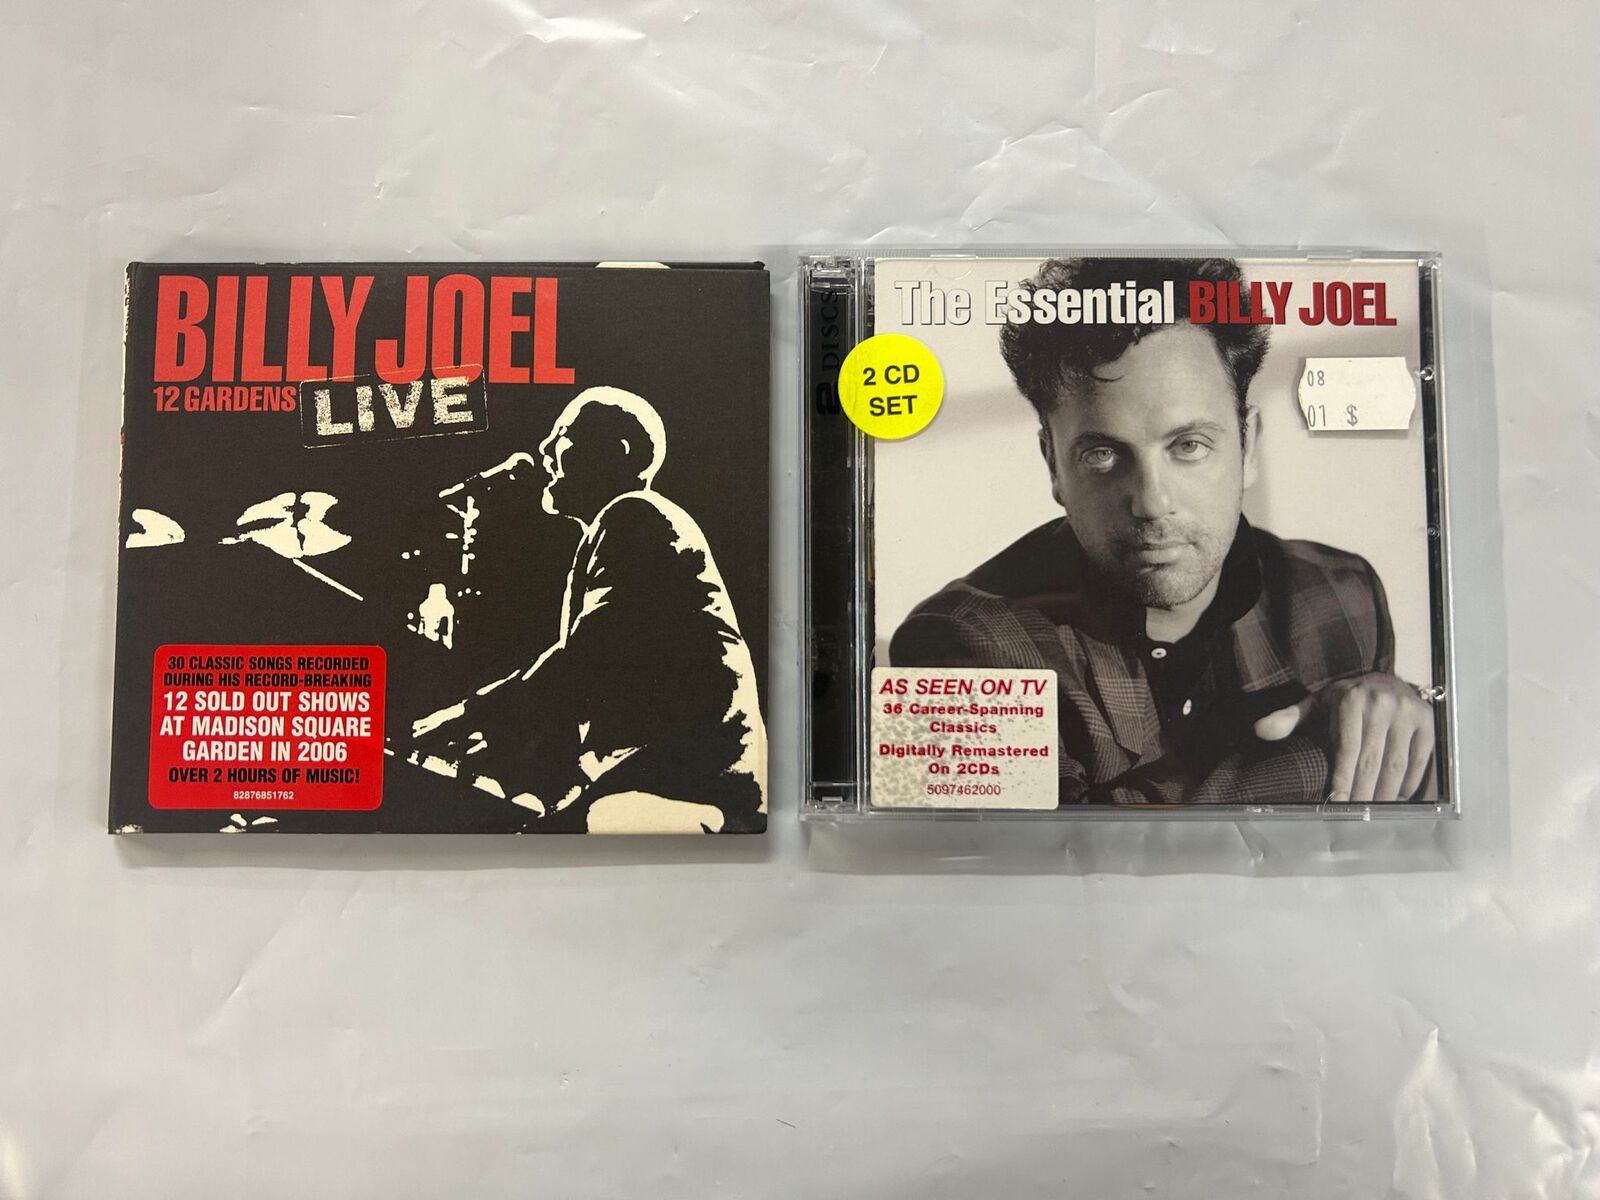 BILLY JOEL
12 GARDENS LIVE
30 CLASSIC SONGS RECORDED
DURING HIS RECORD-BREAKING
12 SOLD OUT SHOWS
AT MADISON SQUARE
GARDEN IN 2006
OVER 2 HOURS OF MUSIC!
82876851762
2 DISCS
The Essential BILLY JOEL
2 CD
SET
08
01 $
AS SEEN ON TV
36 Career-Spanning
Classics
Digitally Remastered
On 2CDs
5097462000